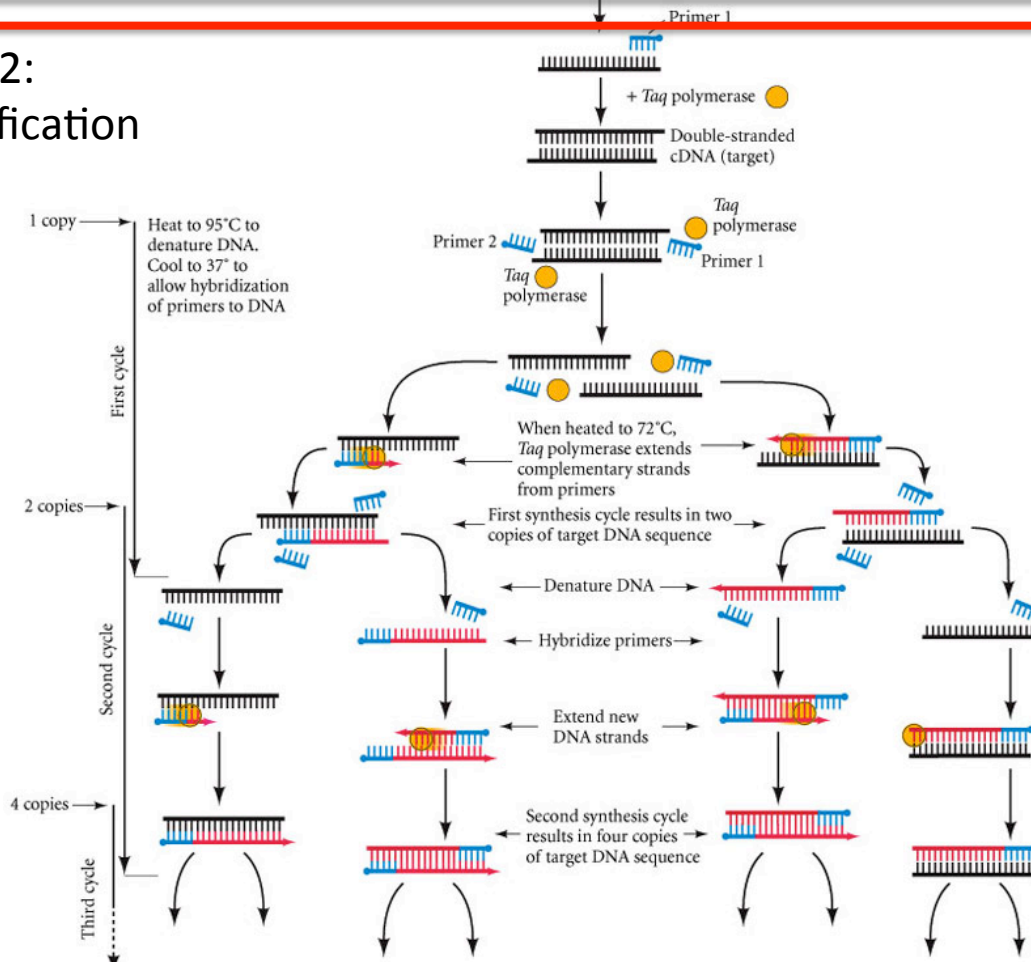 Primer 1
2:
fication
+ Taq polymerase
Double-stranded
cDNA (target)
1 copy
Heat to 95°C to
denature DNA.
Cool to 37° to
allow hybridization
of primers to DNA
Taq
polymerase
Primer 2
Primer 1
Taq
polymerase
First cycle
When heated to 72°C,
Taq polymerase extends
complementary strands
from primers
2 copies
First synthesis cycle results in two
copies of target DNA sequence
Denature DNA
Hybridize primers
Second cycle
Extend new
DNA strands
4 copies
Second synthesis cycle
results in four copies
of target DNA sequence
Third cycle